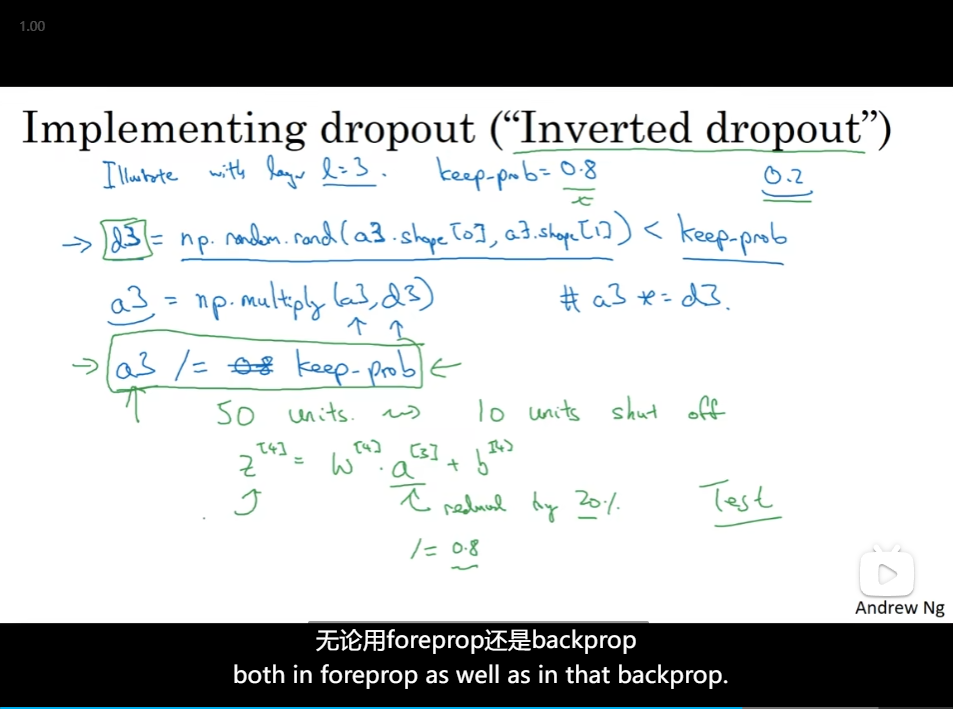 1.00
Implementing dropout (“Inverted dropout”)
Illustrate with layer l=3. keep-prob= 0.8 0.2
→ d3 = np.random.rand(a3.shape[0], a3.shape[1]) < keep-prob
a3 = np.multiply(a3, d3) # a3 *= d3.
→ a3 /= 0.8 keep-prob ←
50 units. ⇝ 10 units shut off
z[4] = W[4] · a[3] + b[4]
reduced by 20%. Test
/= 0.8
Andrew Ng
无论用foreprop还是backprop
both in foreprop as well as in that backprop.